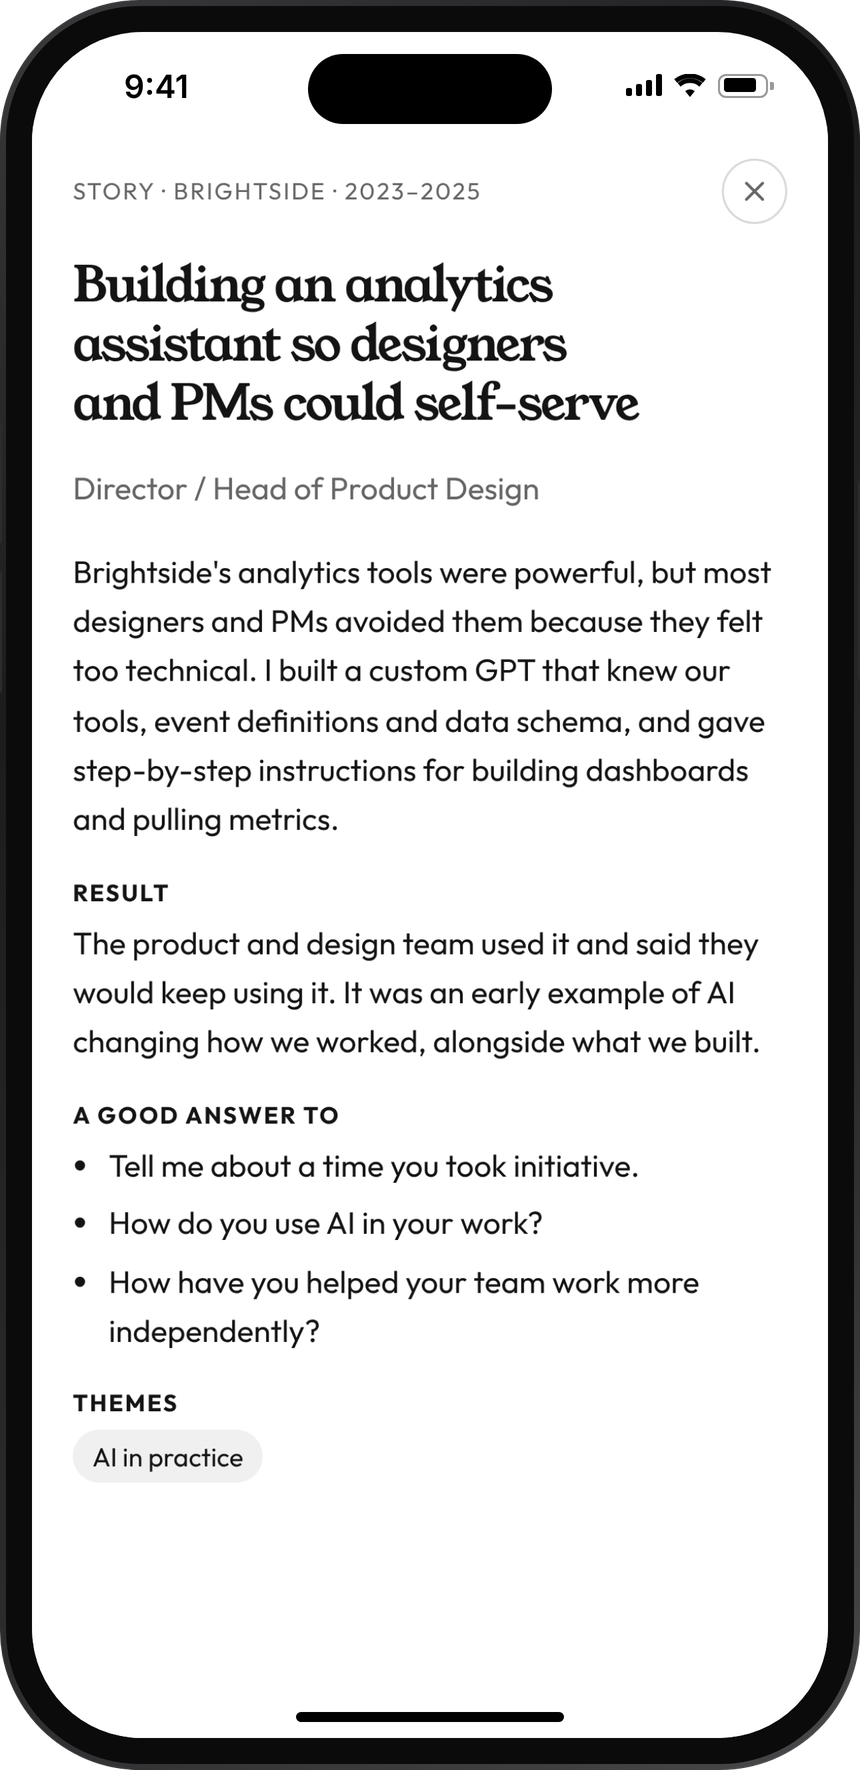 9:41
STORY · BRIGHTSIDE · 2023–2025
Building an analytics
assistant so designers
and PMs could self-serve
Director / Head of Product Design
Brightside's analytics tools were powerful, but most
designers and PMs avoided them because they felt
too technical. I built a custom GPT that knew our
tools, event definitions and data schema, and gave
step-by-step instructions for building dashboards
and pulling metrics.
RESULT
The product and design team used it and said they
would keep using it. It was an early example of AI
changing how we worked, alongside what we built.
A GOOD ANSWER TO
• Tell me about a time you took initiative.
• How do you use AI in your work?
• How have you helped your team work more
independently?
THEMES
AI in practice